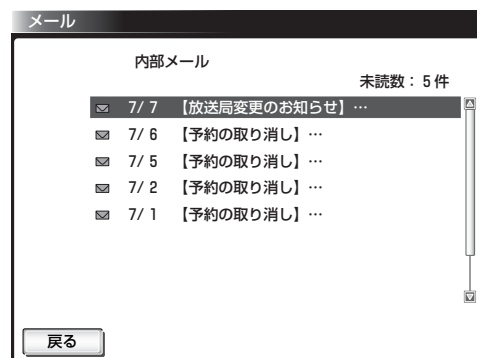 メール
内部メール
未読数：5件
7/ 7 【放送局変更のお知らせ】…
7/ 6 【予約の取り消し】…
7/ 5 【予約の取り消し】…
7/ 2 【予約の取り消し】…
7/ 1 【予約の取り消し】…
戻る